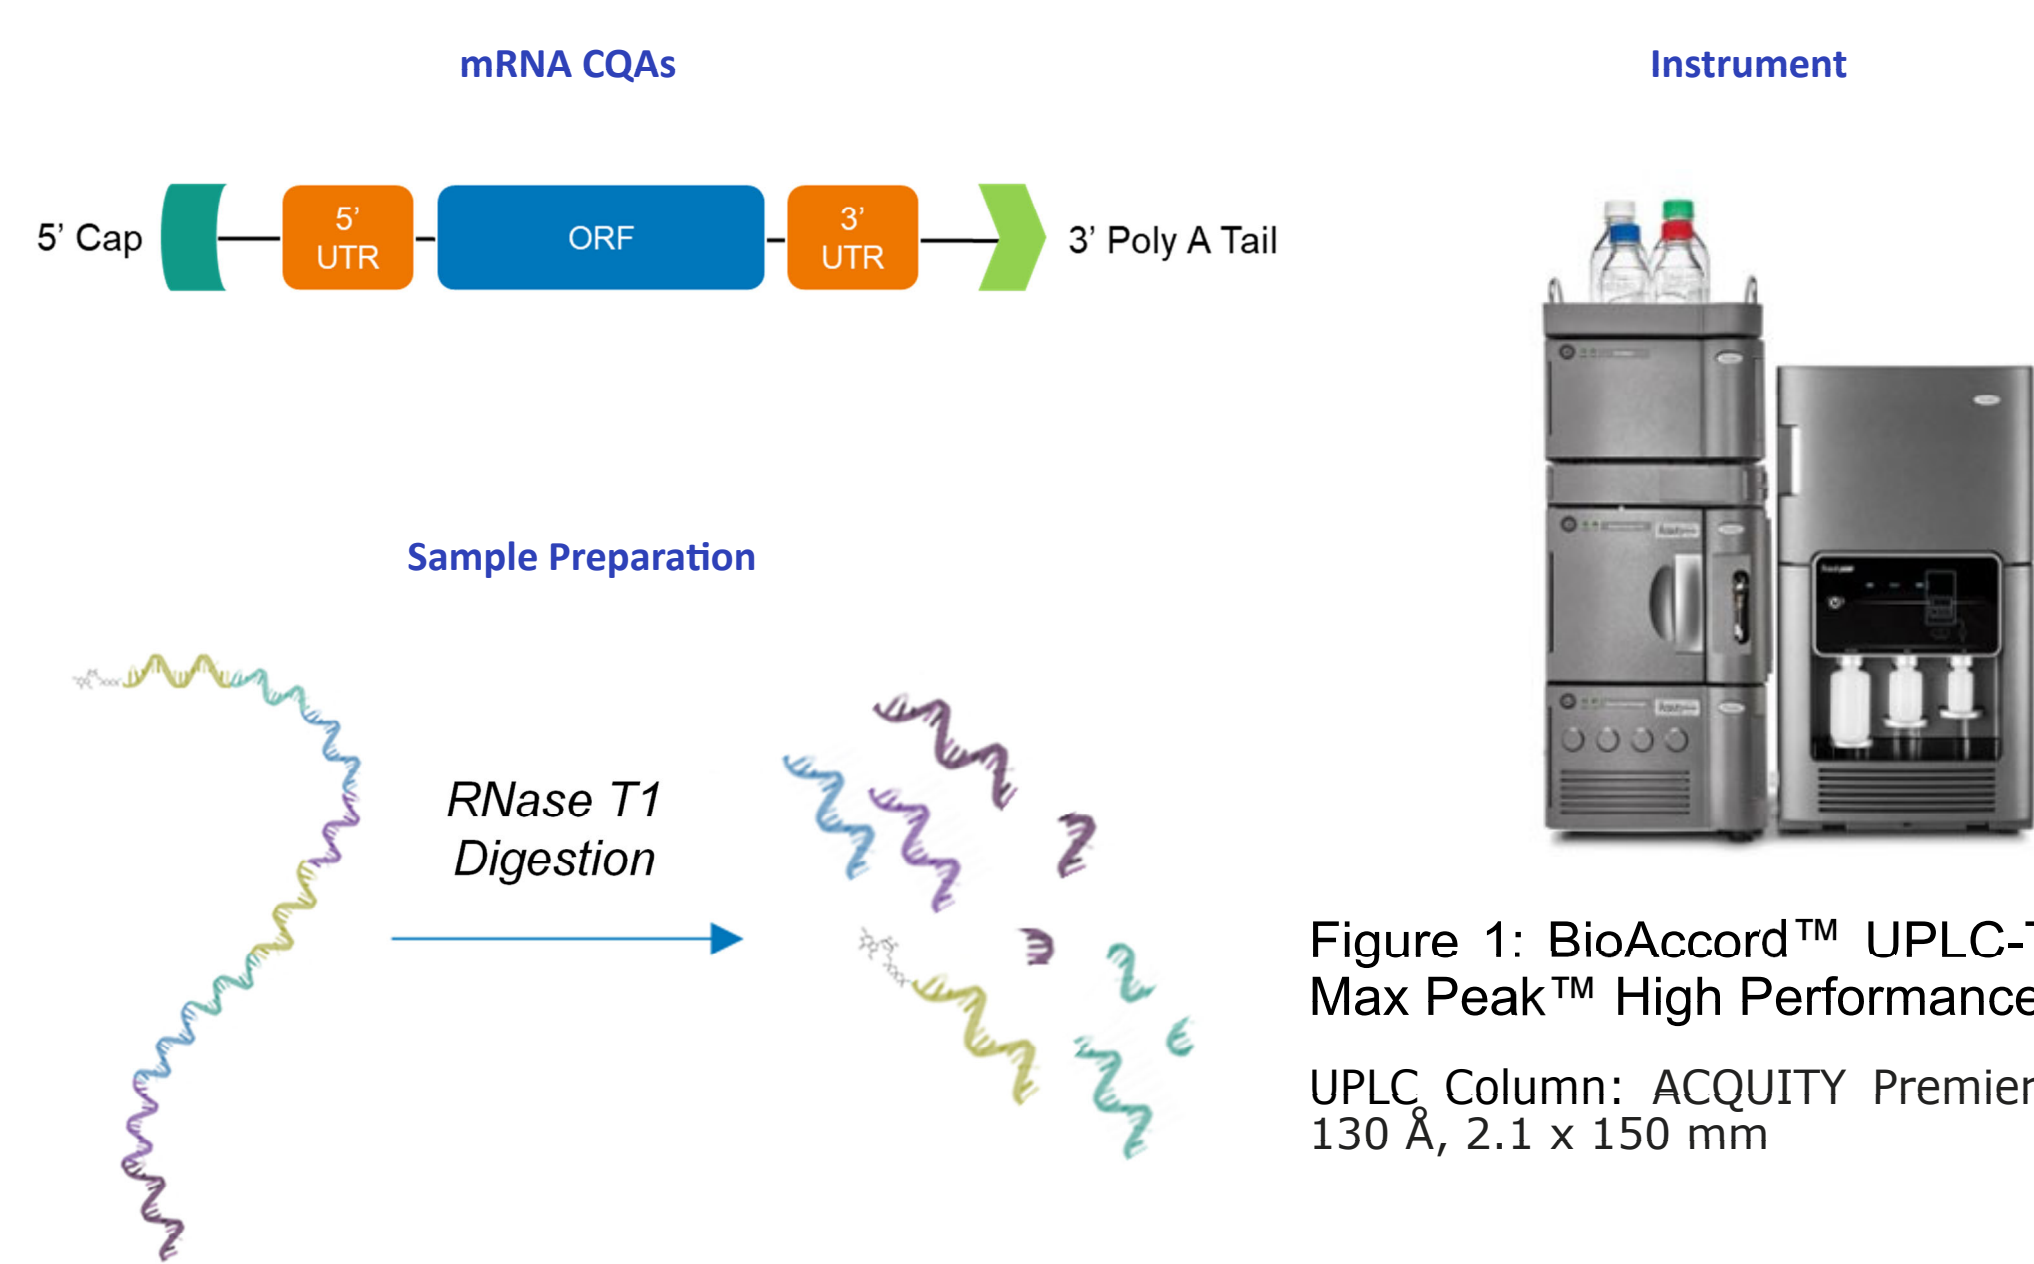 mRNA CQAs
5’ Cap
5’
UTR
ORF
3’
UTR
3’ Poly A Tail
Sample Preparation
RNase T1
Digestion
Instrument
Figure 1: BioAccord™ UPLC-
Max Peak™ High Performance
UPLC Column: ACQUITY Premier
130 Å, 2.1 x 150 mm